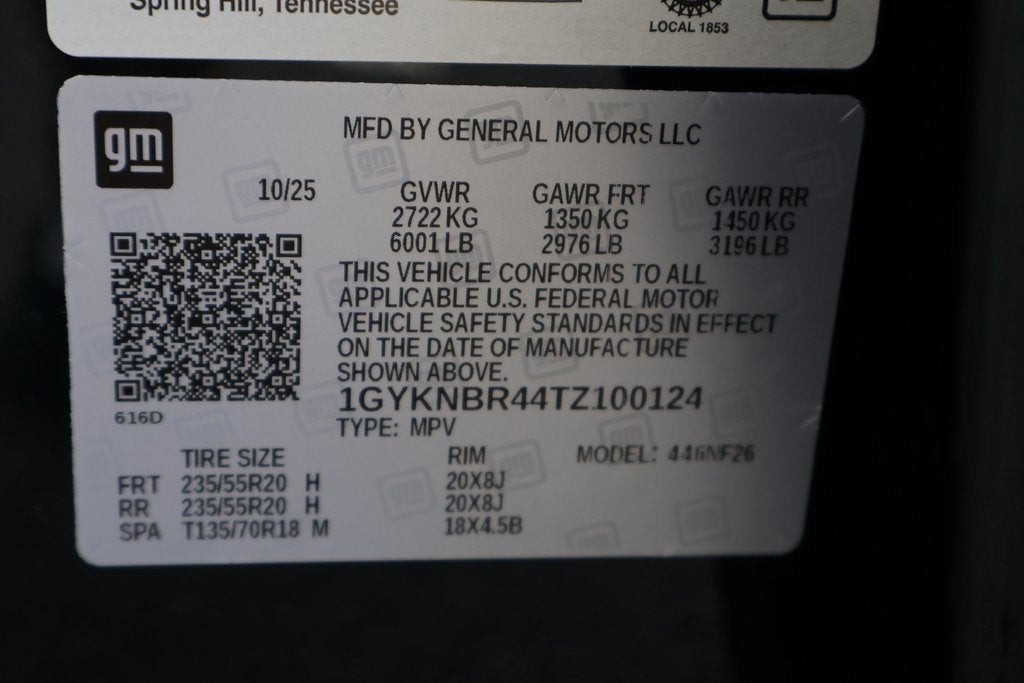 Spring Hill, Tennessee
LOCAL 1853
gm
MFD BY GENERAL MOTORS LLC
10/25 GVWR GAWR FRT GAWR RR
2722 KG 1350 KG 1450 KG
6001 LB 2976 LB 3196 LB
THIS VEHICLE CONFORMS TO ALL
APPLICABLE U.S. FEDERAL MOTOR
VEHICLE SAFETY STANDARDS IN EFFECT
ON THE DATE OF MANUFACTURE
SHOWN ABOVE.
1GYKNBR44TZ100124
616D
TYPE: MPV
TIRE SIZE RIM MODEL: 446NF26
FRT 235/55R20 H 20X8J
RR 235/55R20 H 20X8J
SPA T135/70R18 M 18X4.5B